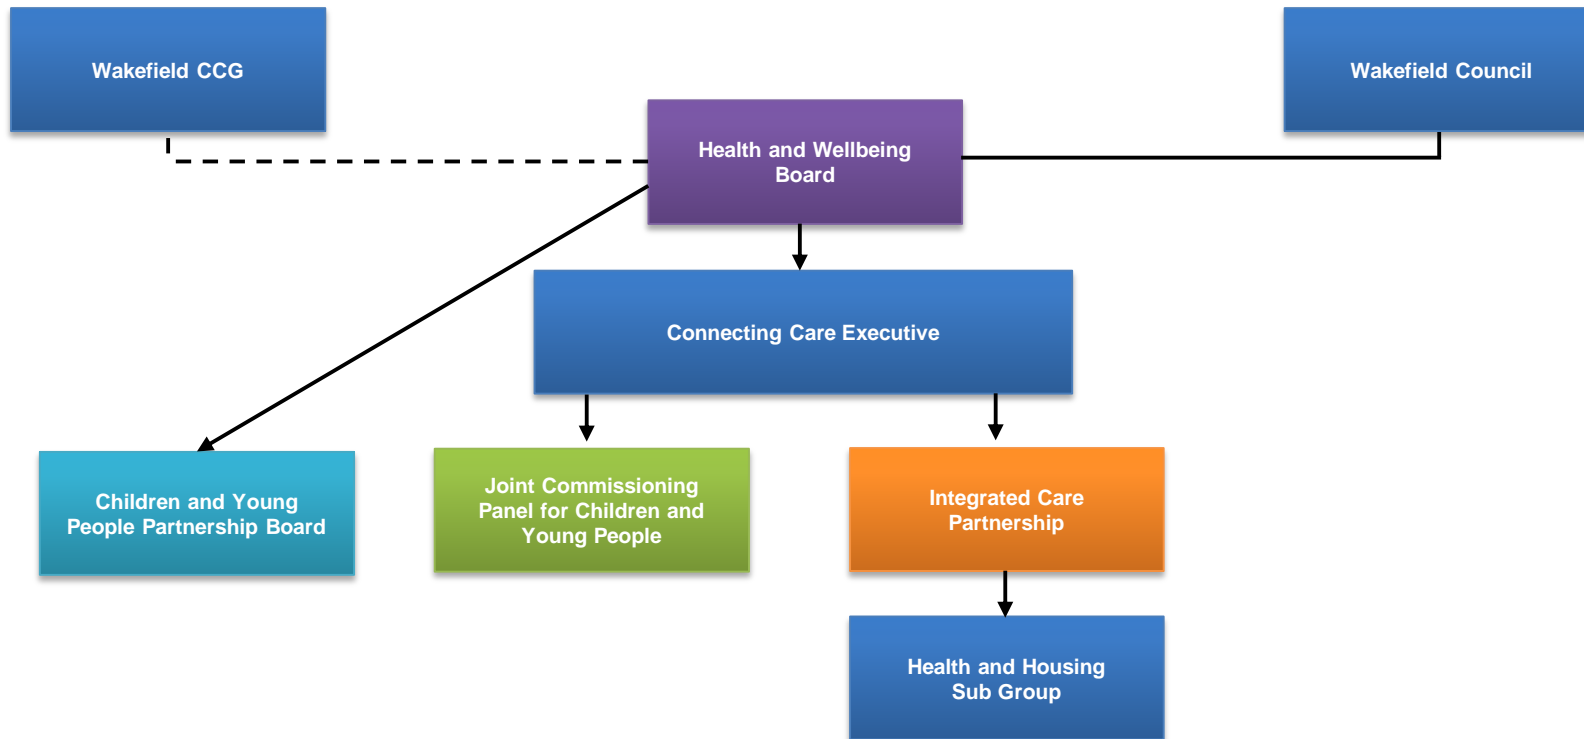 Wakefield CCG
Wakefield Council
Health and Wellbeing
Board
Connecting Care Executive
Children and Young
People Partnership Board
Joint Commissioning
Panel for Children and
Young People
Integrated Care
Partnership
Health and Housing
Sub Group